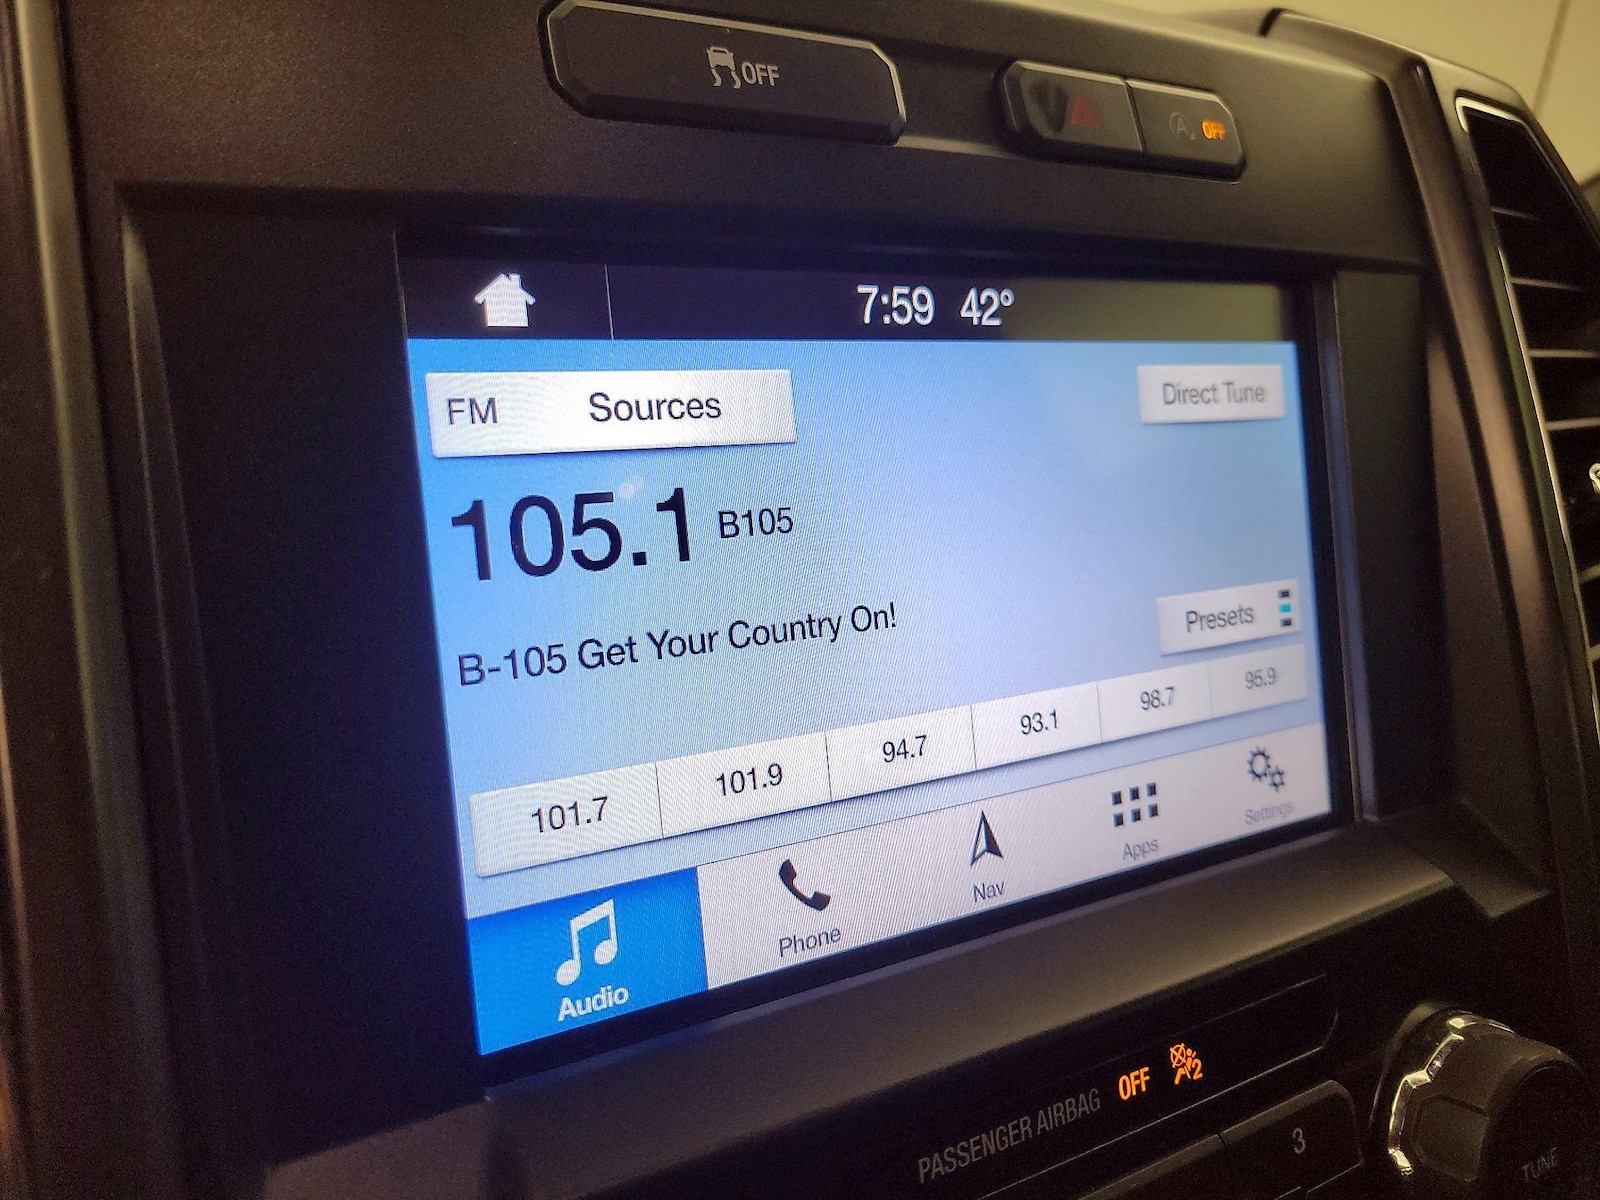 OFF
OFF
7:59 42°
FM Sources
Direct Tune
105.1 B105
B-105 Get Your Country On!
Presets
101.7 101.9 94.7 93.1 98.7 95.9
Audio Phone Nav Apps Settings
PASSENGER AIRBAG OFF 2
3
TUNE